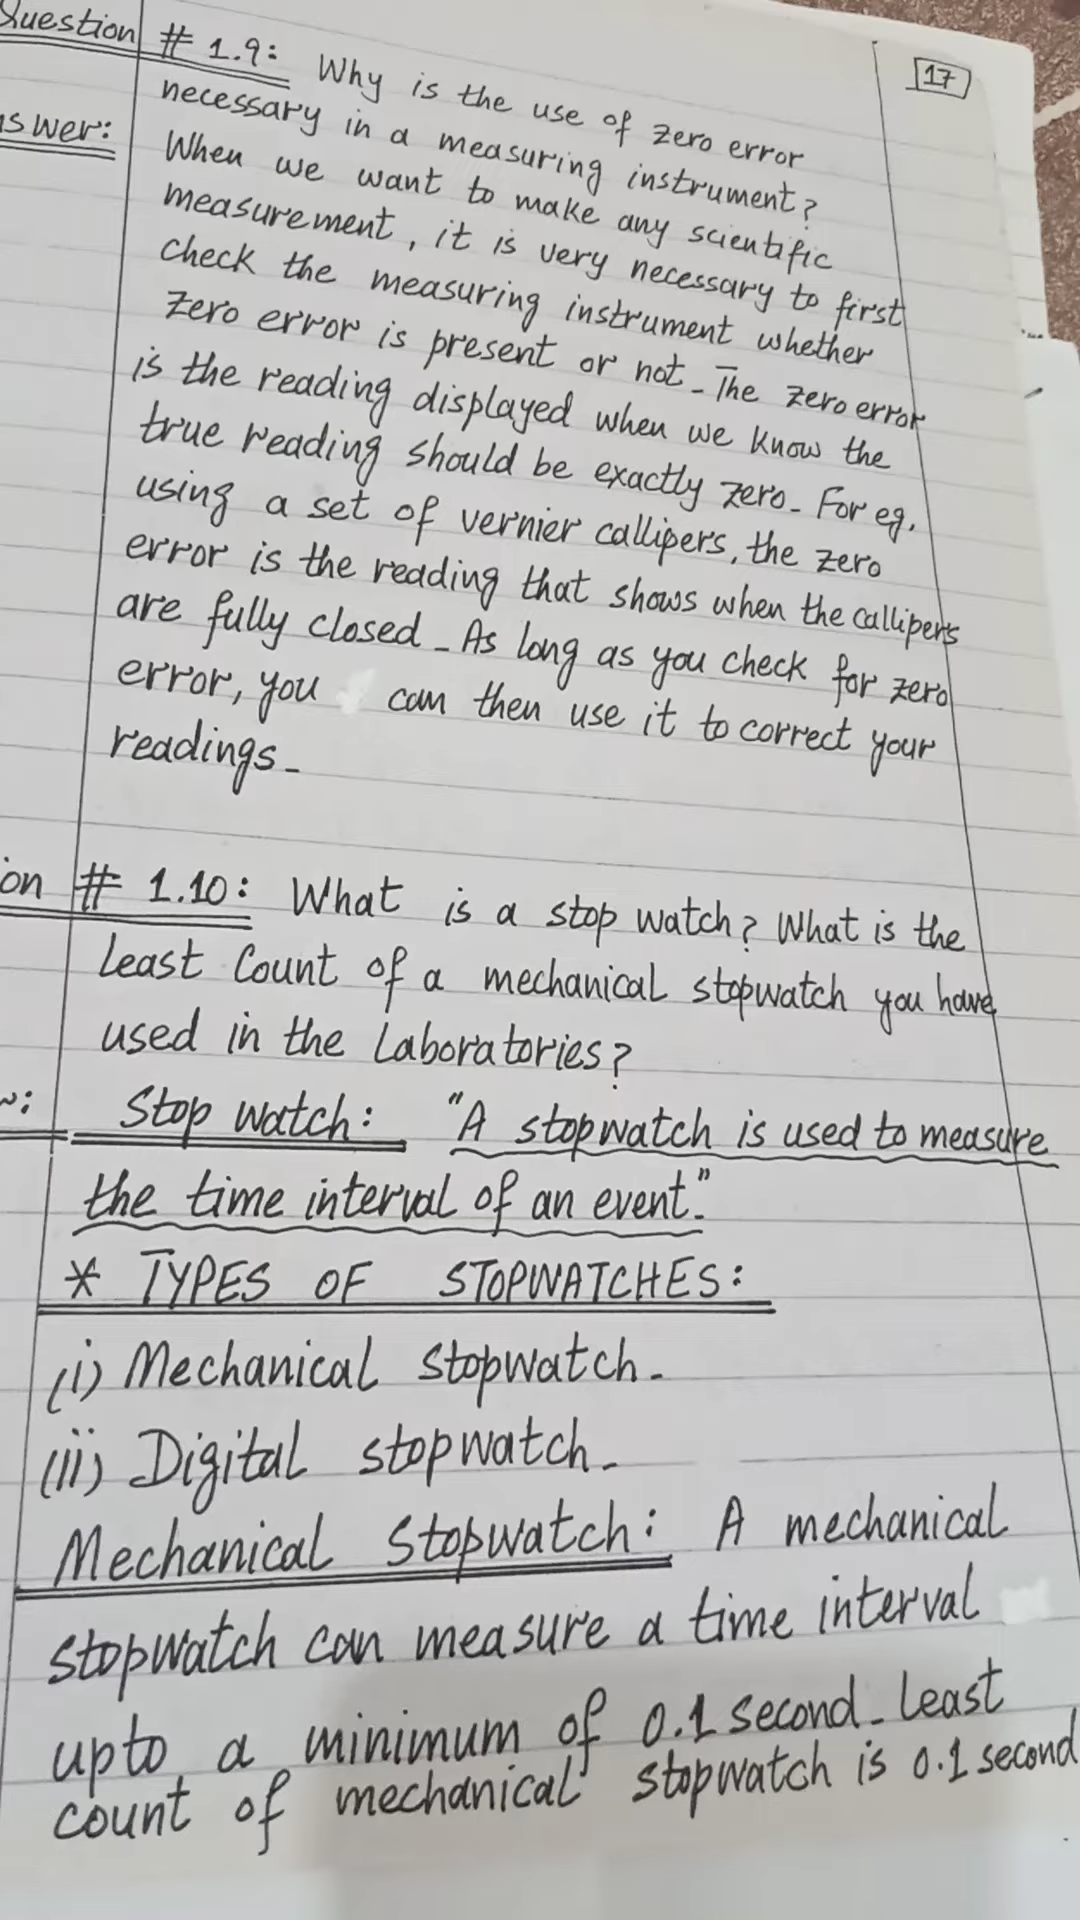 Question # 1.9: Why is the use of zero error
17
necessary in a measuring instrument?
swer: When we want to make any scientific
measurement, it is very necessary to first
check the measuring instrument whether
zero error is present or not_ The zero error
is the reading displayed when we know the
true reading should be exactly zero_ For eg.
using a set of vernier callipers, the zero
error is the reading that shows when the callipers
are fully closed_ As long as you check for zero
error, you can then use it to correct your
readings_
on # 1.10: What is a stop watch? What is the
Least Count of a mechanical stopwatch you have
used in the Laboratories?
Stop watch: "A stopwatch is used to measure
the time interval of an event."
* TYPES OF STOPWATCHES:
(i) Mechanical stopwatch_
(ii) Digital stopwatch_
Mechanical Stopwatch: A mechanical
stopwatch can measure a time interval
upto a minimum of 0.1 second_ Least
count of mechanical stopwatch is 0.1 second